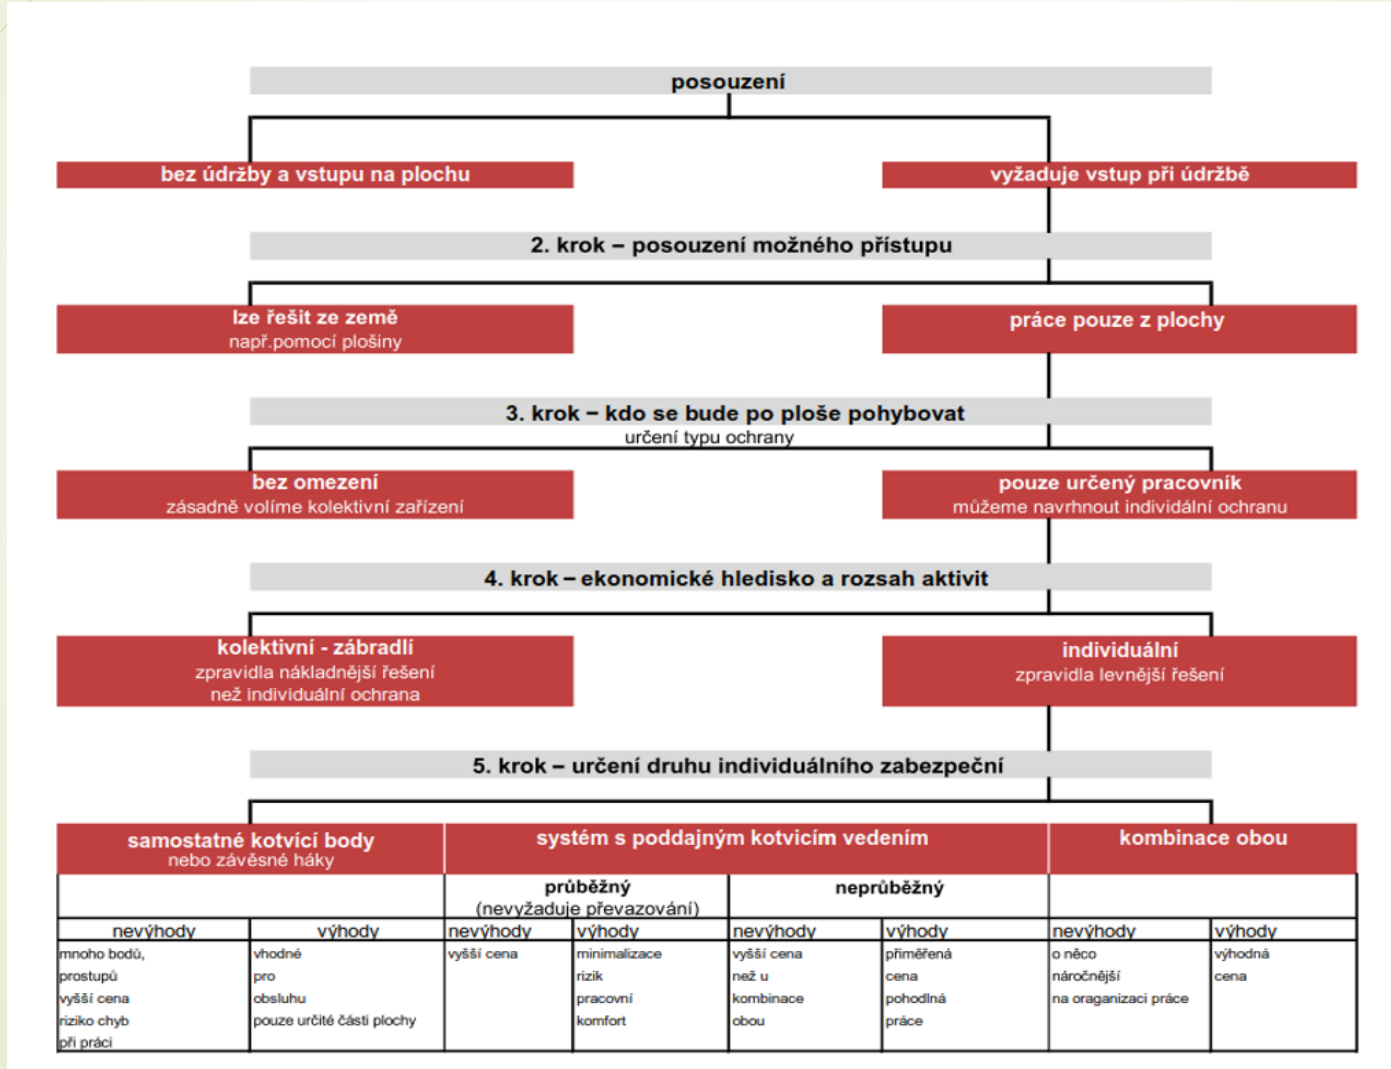 posouzení
bez údržby a vstupu na plochu
vyžaduje vstup při údržbě
2. krok – posouzení možného přístupu
lze řešit ze země
např.pomocí plošiny
práce pouze z plochy
3. krok – kdo se bude po ploše pohybovat
určení typu ochrany
bez omezení
zásadně volíme kolektivní zařízení
pouze určený pracovník
můžeme navrhnout individální ochranu
4. krok – ekonomické hledisko a rozsah aktivit
kolektivní - zábradlí
zpravidla nákladnější řešení
než individuální ochrana
individuální
zpravidla levnější řešení
5. krok – určení druhu individuálního zabezpeční
samostatné kotvící body
nebo závěsné háky
systém s poddajným kotvicím vedením
kombinace obou
průběžný
(nevyžaduje převazování)
neprůběžný
nevýhody
výhody
nevýhody
výhody
nevýhody
výhody
nevýhody
výhody
mnoho bodů,
prostupů
vyšší cena
riziko chyb
při práci
vhodné
pro
obsluhu
pouze určité části plochy
vyšší cena
minimalizace
rizik
pracovní
komfort
vyšší cena
než u
kombinace
obou
přiměřená
cena
pohodlná
práce
o něco
náročnější
na oraganizaci práce
výhodná
cena